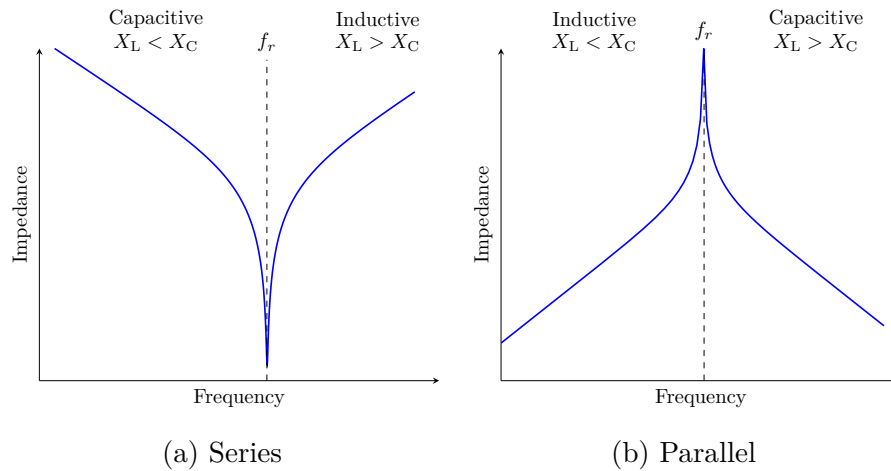 Capacitive
X_L < X_C
f_r
Inductive
X_L > X_C
Impedance
Frequency
(a) Series
Inductive
X_L < X_C
f_r
Capacitive
X_L > X_C
Impedance
Frequency
(b) Parallel